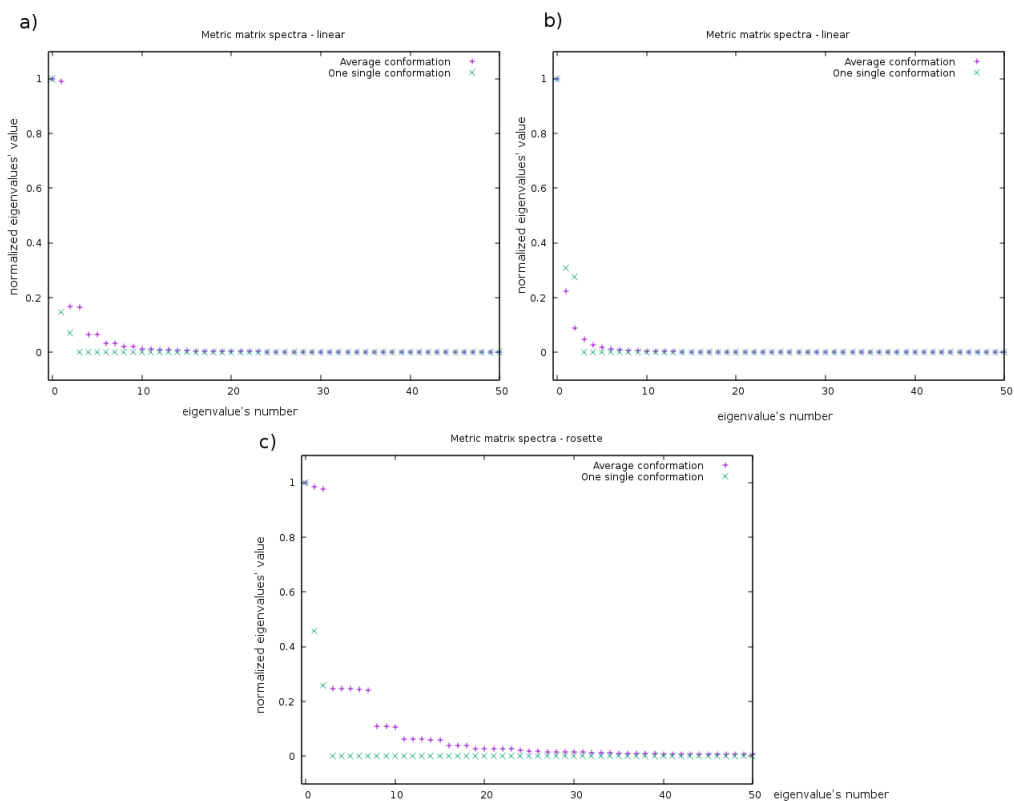 a)
Metric matrix spectra - linear
Average conformation
One single conformation
1
0.8
0.6
0.4
0.2
0
normalized eigenvalues' value
0 10 20 30 40 50
eigenvalue's number
b)
Metric matrix spectra - linear
Average conformation
One single conformation
1
0.8
0.6
0.4
0.2
0
normalized eigenvalues' value
0 10 20 30 40 50
eigenvalue's number
c)
Metric matrix spectra - rosette
Average conformation
One single conformation
1
0.8
0.6
0.4
0.2
0
normalized eigenvalues' value
0 10 20 30 40 50
eigenvalue's number